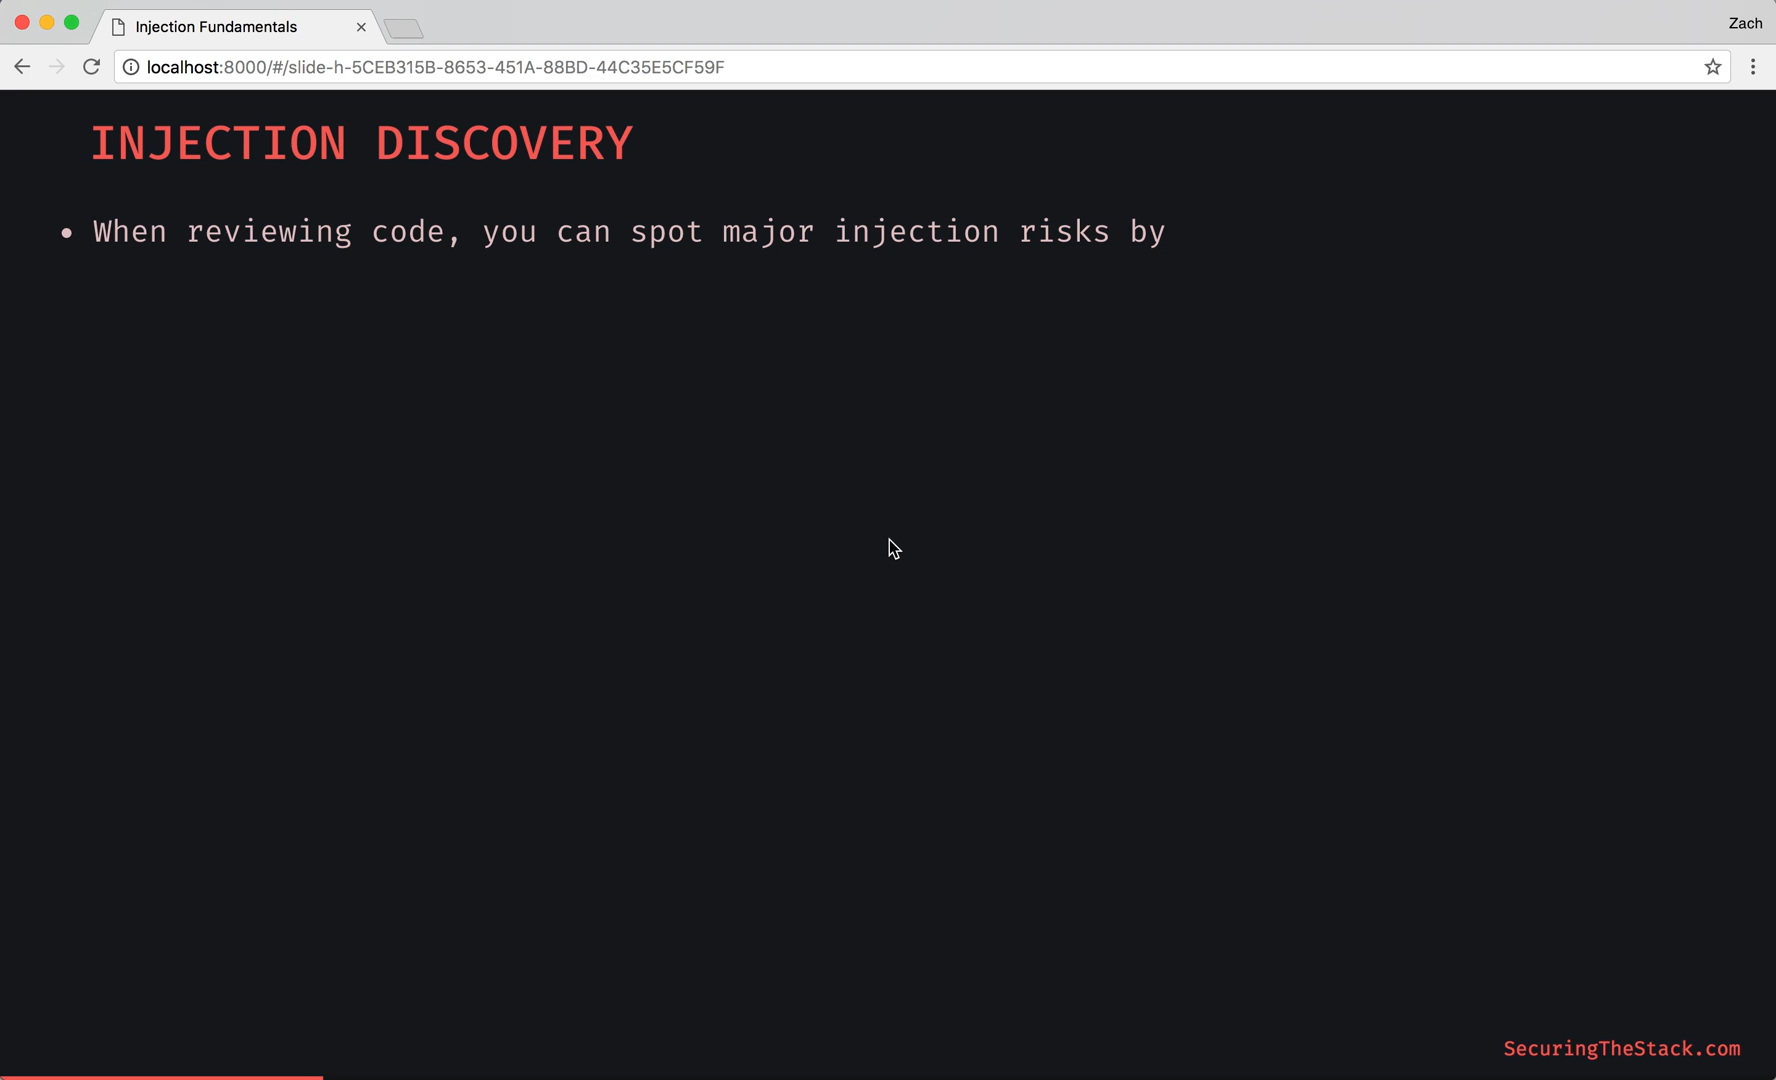 Injection Fundamentals
Zach
localhost:8000/#/slide-h-5CEB315B-8653-451A-88BD-44C35E5CF59F
INJECTION DISCOVERY
• When reviewing code, you can spot major injection risks by
SecuringTheStack.com